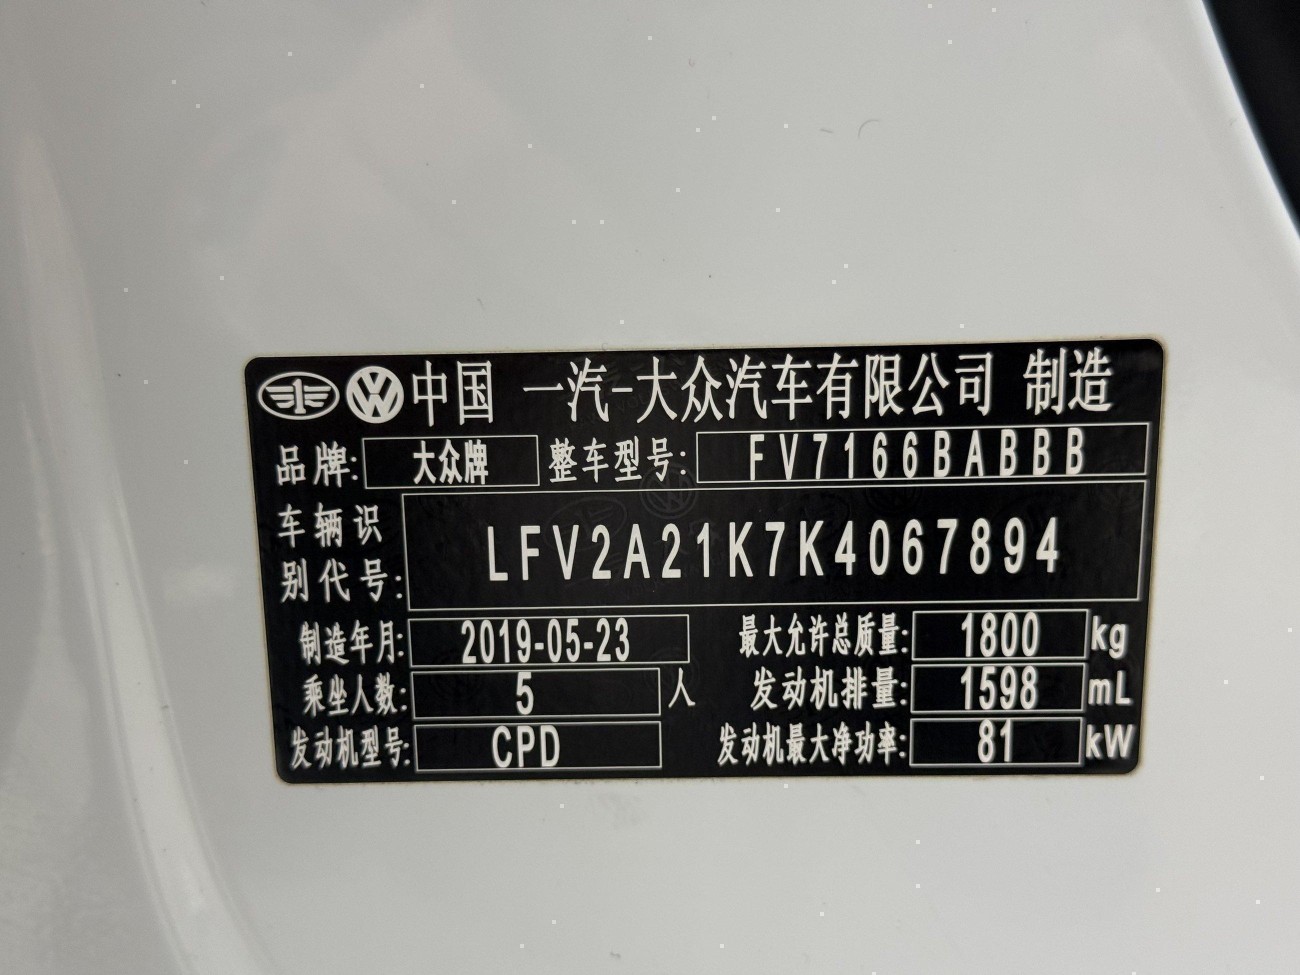 中国 一汽-大众汽车有限公司 制造
品牌: 大众牌 整车型号: FV7166BABBB
车辆识别代号: LFV2A21K7K4067894
制造年月: 2019-05-23 最大允许总质量: 1800 kg
乘坐人数: 5 人 发动机排量: 1598 mL
发动机型号: CPD 发动机最大净功率: 81 kW